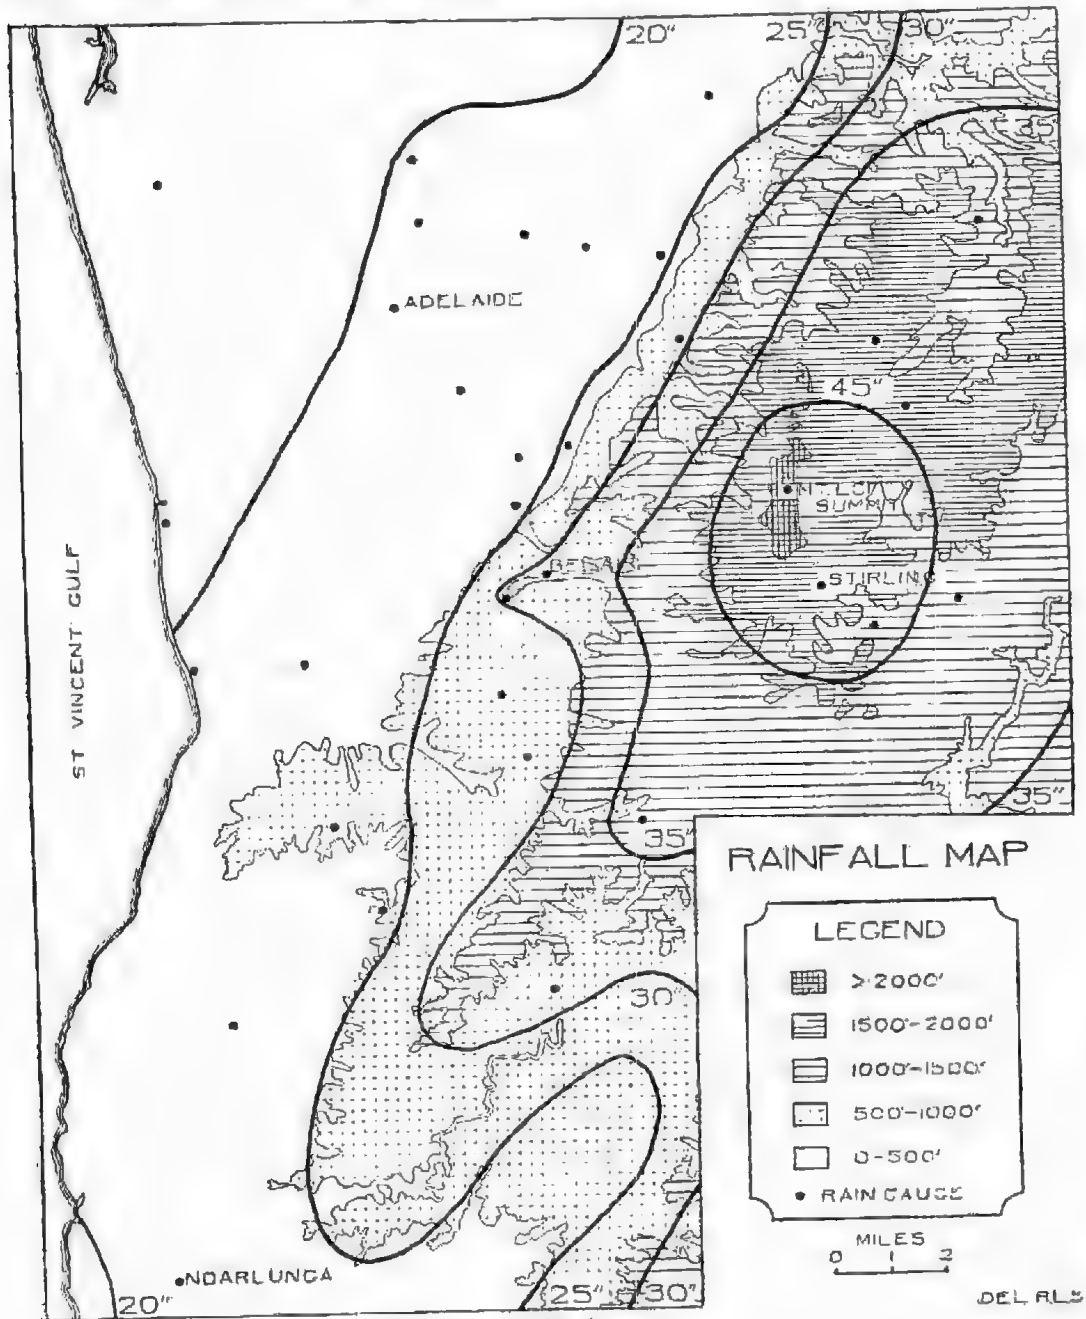 20"
25"
30"
ADELAIDE
45"
SUMMIT
STIRLING
ST VINCENT GULF
35"
35"
RAINFALL MAP
LEGEND
>2000'
1500'-2000'
1000'-1500'
500'-1000'
0-500'
RAIN GAUGE
MILES
0 1 2
30"
NOARLUNGA
20"
25"
30"